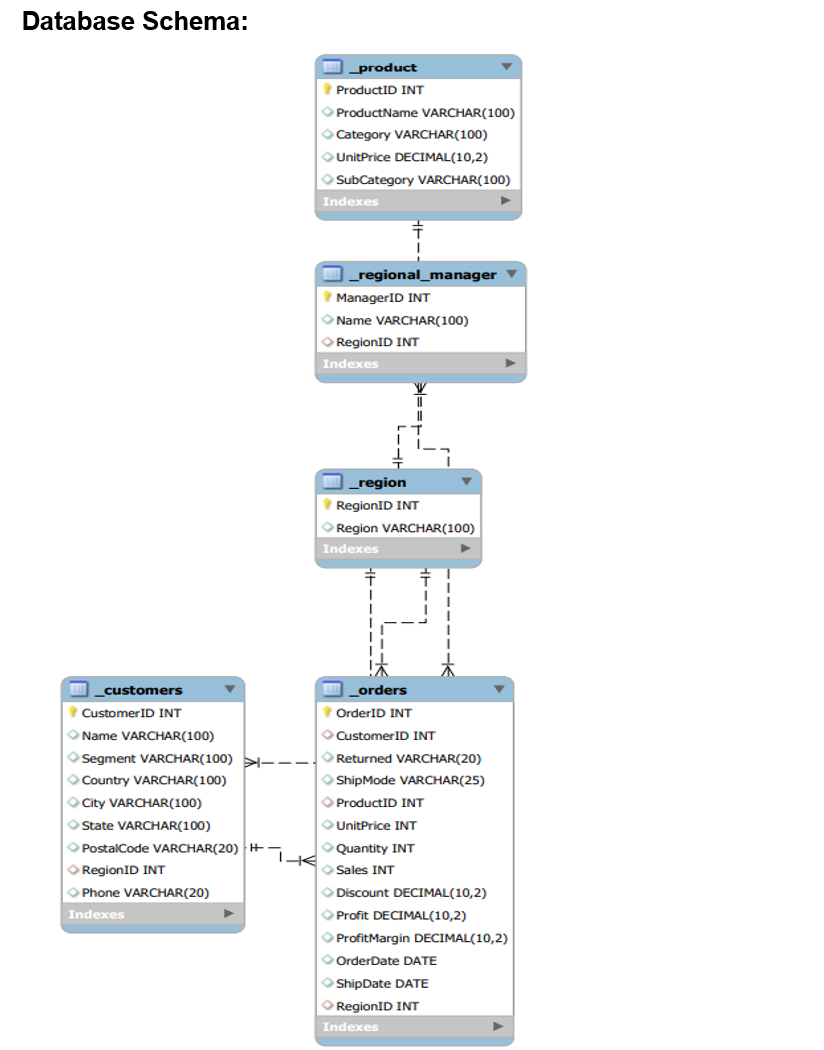 Database Schema:
_product
ProductID INT
ProductName VARCHAR(100)
Category VARCHAR(100)
UnitPrice DECIMAL(10,2)
SubCategory VARCHAR(100)
Indexes
_regional_manager
ManagerID INT
Name VARCHAR(100)
RegionID INT
Indexes
_region
RegionID INT
Region VARCHAR(100)
Indexes
_customers
CustomerID INT
Name VARCHAR(100)
Segment VARCHAR(100)
Country VARCHAR(100)
City VARCHAR(100)
State VARCHAR(100)
PostalCode VARCHAR(20)
RegionID INT
Phone VARCHAR(20)
Indexes
_orders
OrderID INT
CustomerID INT
Returned VARCHAR(20)
ShipMode VARCHAR(25)
ProductID INT
UnitPrice INT
Quantity INT
Sales INT
Discount DECIMAL(10,2)
Profit DECIMAL(10,2)
ProfitMargin DECIMAL(10,2)
OrderDate DATE
ShipDate DATE
RegionID INT
Indexes